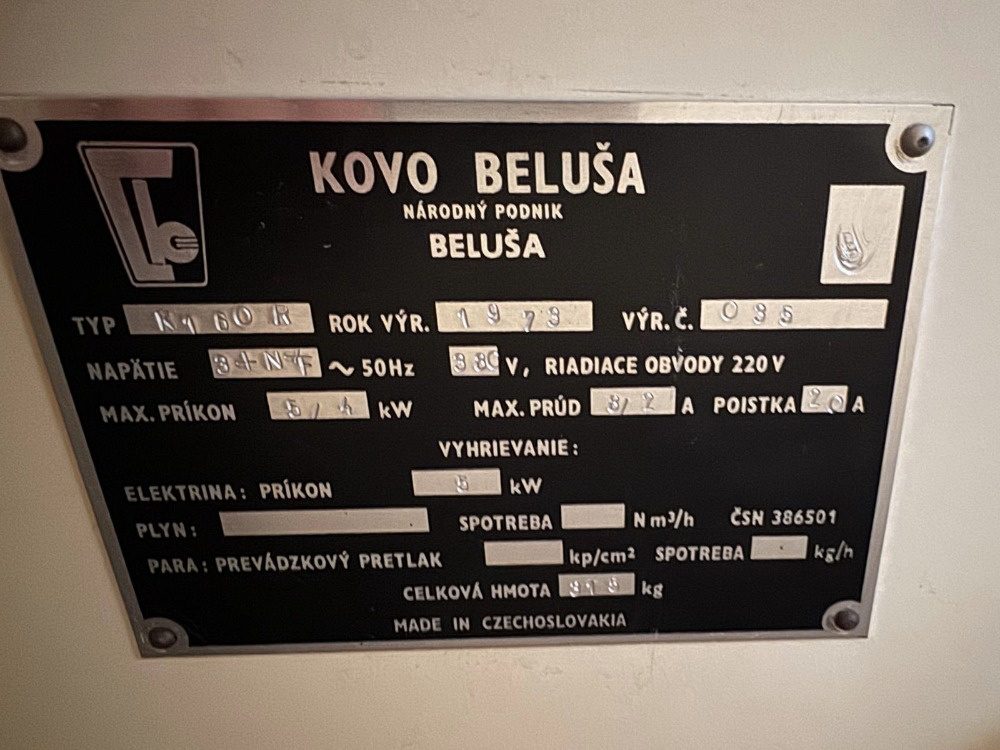 KOVO BELUŠA
NÁRODNÝ PODNIK
BELUŠA
TYP ROK VÝR. 1973 VÝR.Č. 035
NAPÄTIE ~ 50Hz 380 V, RIADIACE OBVODY 220 V
MAX. PRÍKON kW MAX. PRÚD A POISTKA 20 A
VYHRIEVANIE:
ELEKTRINA: PRÍKON kW
PLYN: SPOTREBA Nm³/h ČSN 386501
PARA: PREVÁDZKOVÝ PRETLAK kp/cm² SPOTREBA kg/h
CELKOVÁ HMOTA kg
MADE IN CZECHOSLOVAKIA